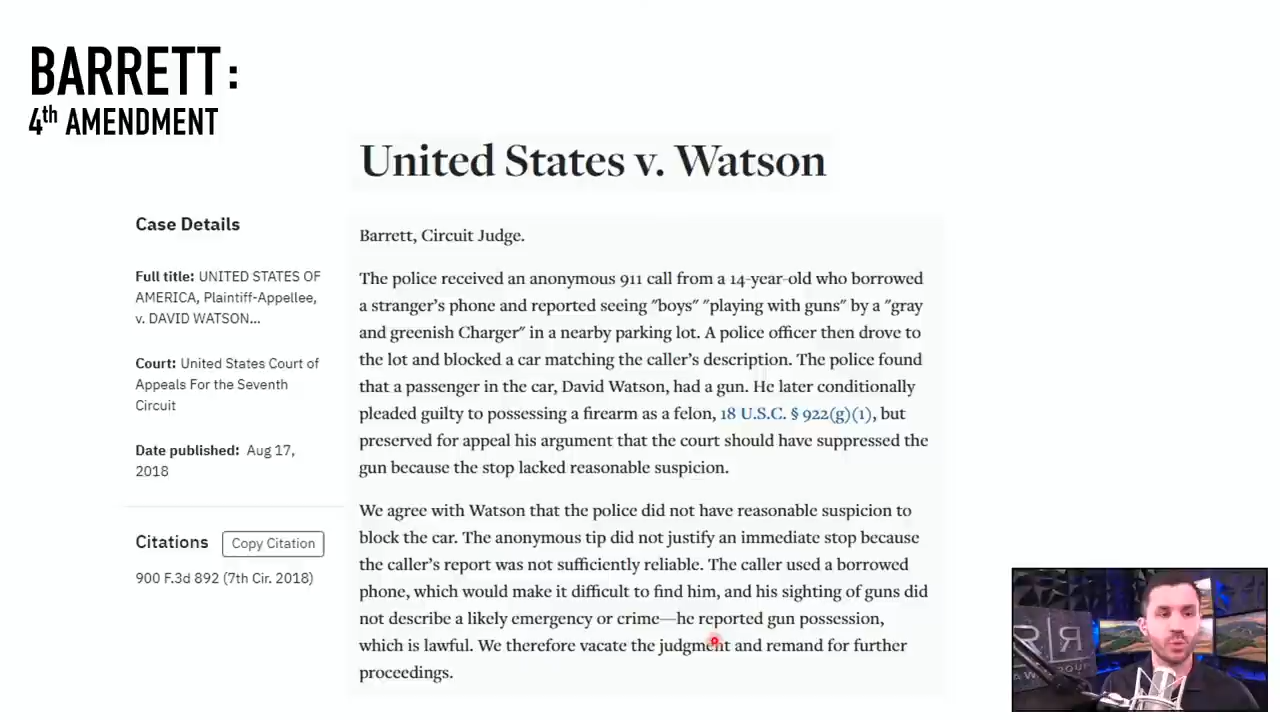 BARRETT:
4th AMENDMENT
United States v. Watson
Case Details
Full title: UNITED STATES OF
AMERICA, Plaintiff-Appellee,
v. DAVID WATSON...
Court: United States Court of
Appeals For the Seventh
Circuit
Date published: Aug 17,
2018
Citations Copy Citation
900 F.3d 892 (7th Cir. 2018)
Barrett, Circuit Judge.
The police received an anonymous 911 call from a 14-year-old who borrowed
a stranger's phone and reported seeing "boys" "playing with guns" by a "gray
and greenish Charger" in a nearby parking lot. A police officer then drove to
the lot and blocked a car matching the caller's description. The police found
that a passenger in the car, David Watson, had a gun. He later conditionally
pleaded guilty to possessing a firearm as a felon, 18 U.S.C. § 922(g)(1), but
preserved for appeal his argument that the court should have suppressed the
gun because the stop lacked reasonable suspicion.
We agree with Watson that the police did not have reasonable suspicion to
block the car. The anonymous tip did not justify an immediate stop because
the caller's report was not sufficiently reliable. The caller used a borrowed
phone, which would make it difficult to find him, and his sighting of guns did
not describe a likely emergency or crime—he reported gun possession,
which is lawful. We therefore vacate the judgment and remand for further
proceedings.
R R